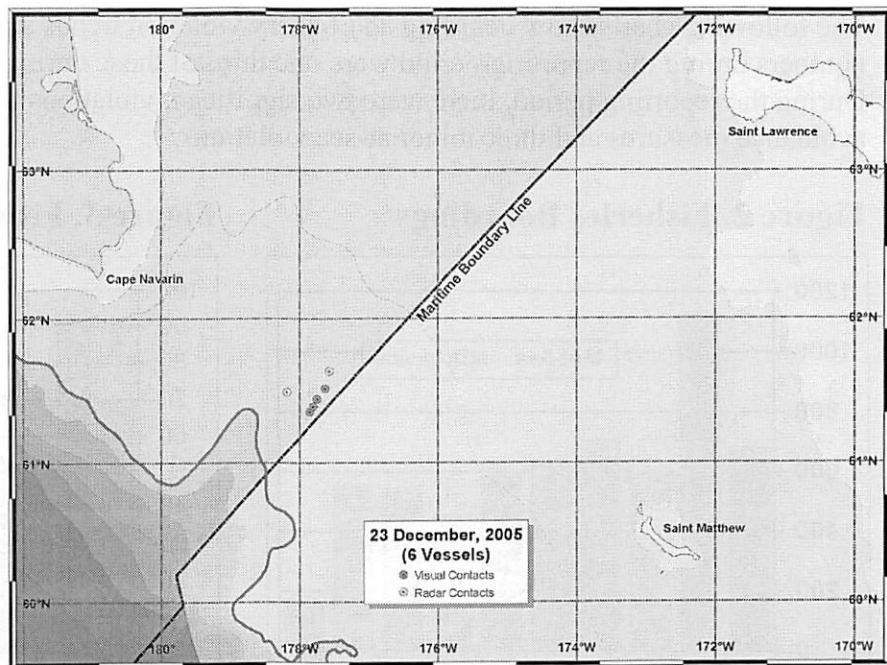 180° 178°W 176°W 174°W 172°W 170°W
Saint Lawrence
63°N 63°N
Maritime Boundary Line
Cape Navarin
62°N 62°N
61°N 61°N
Saint Matthew
23 December, 2005
(6 Vessels)
Visual Contacts
Radar Contacts
60°N 60°N
180° 178°W 176°W 174°W 172°W 170°W